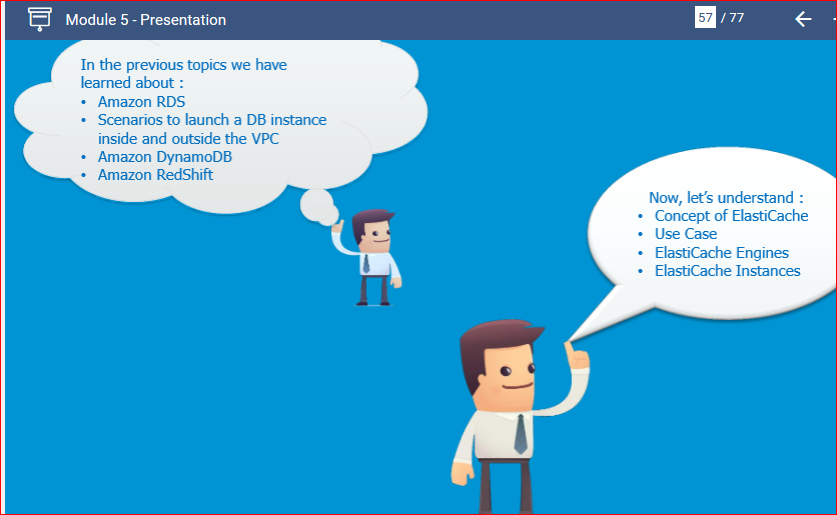 Module 5 - Presentation
57 / 77
In the previous topics we have
learned about :
• Amazon RDS
• Scenarios to launch a DB instance
inside and outside the VPC
• Amazon DynamoDB
• Amazon RedShift
Now, let’s understand :
• Concept of ElastiCache
• Use Case
• ElastiCache Engines
• ElastiCache Instances